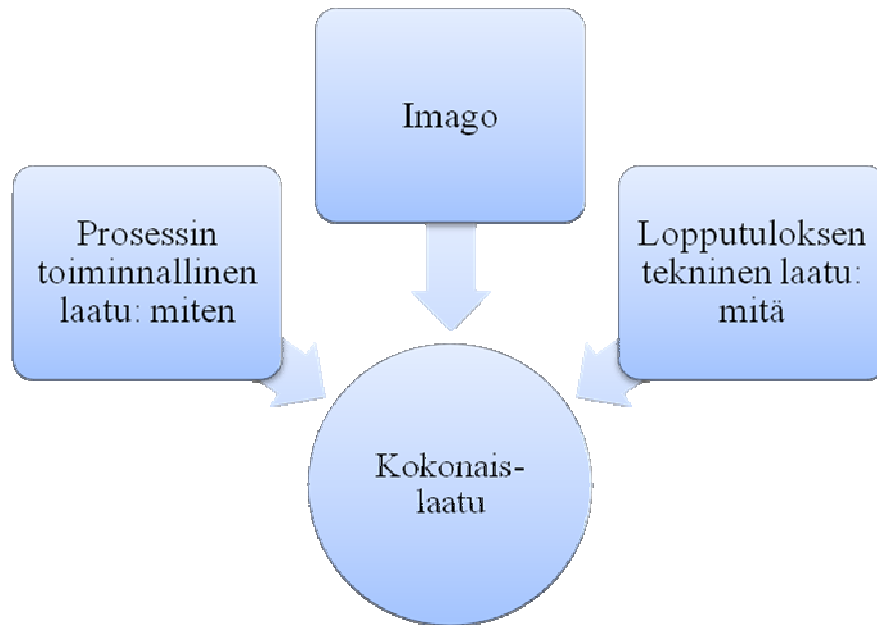 Imago
Prosessin
toiminnallinen
laatu: miten
Lopputuloksen
tekninen laatu:
mitä
Kokonais-
laatu